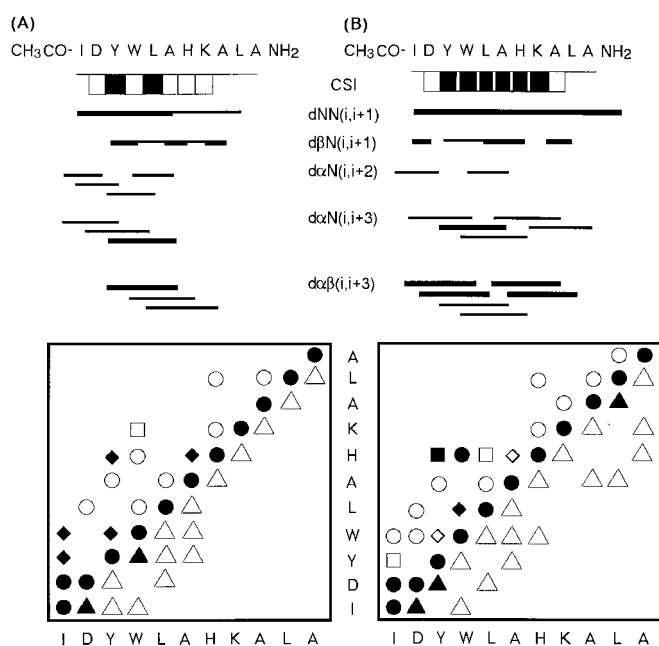 (A)
(B)
CH3CO- I D Y W L A H K A L A NH2
CH3CO- I D Y W L A H K A L A NH2
CSI
dNN(i,i+1)
dβN(i,i+1)
dαN(i,i+2)
dαN(i,i+3)
dαβ(i,i+3)
A
L
A
K
H
A
L
W
Y
D
I
I D Y W L A H K A L A
I D Y W L A H K A L A